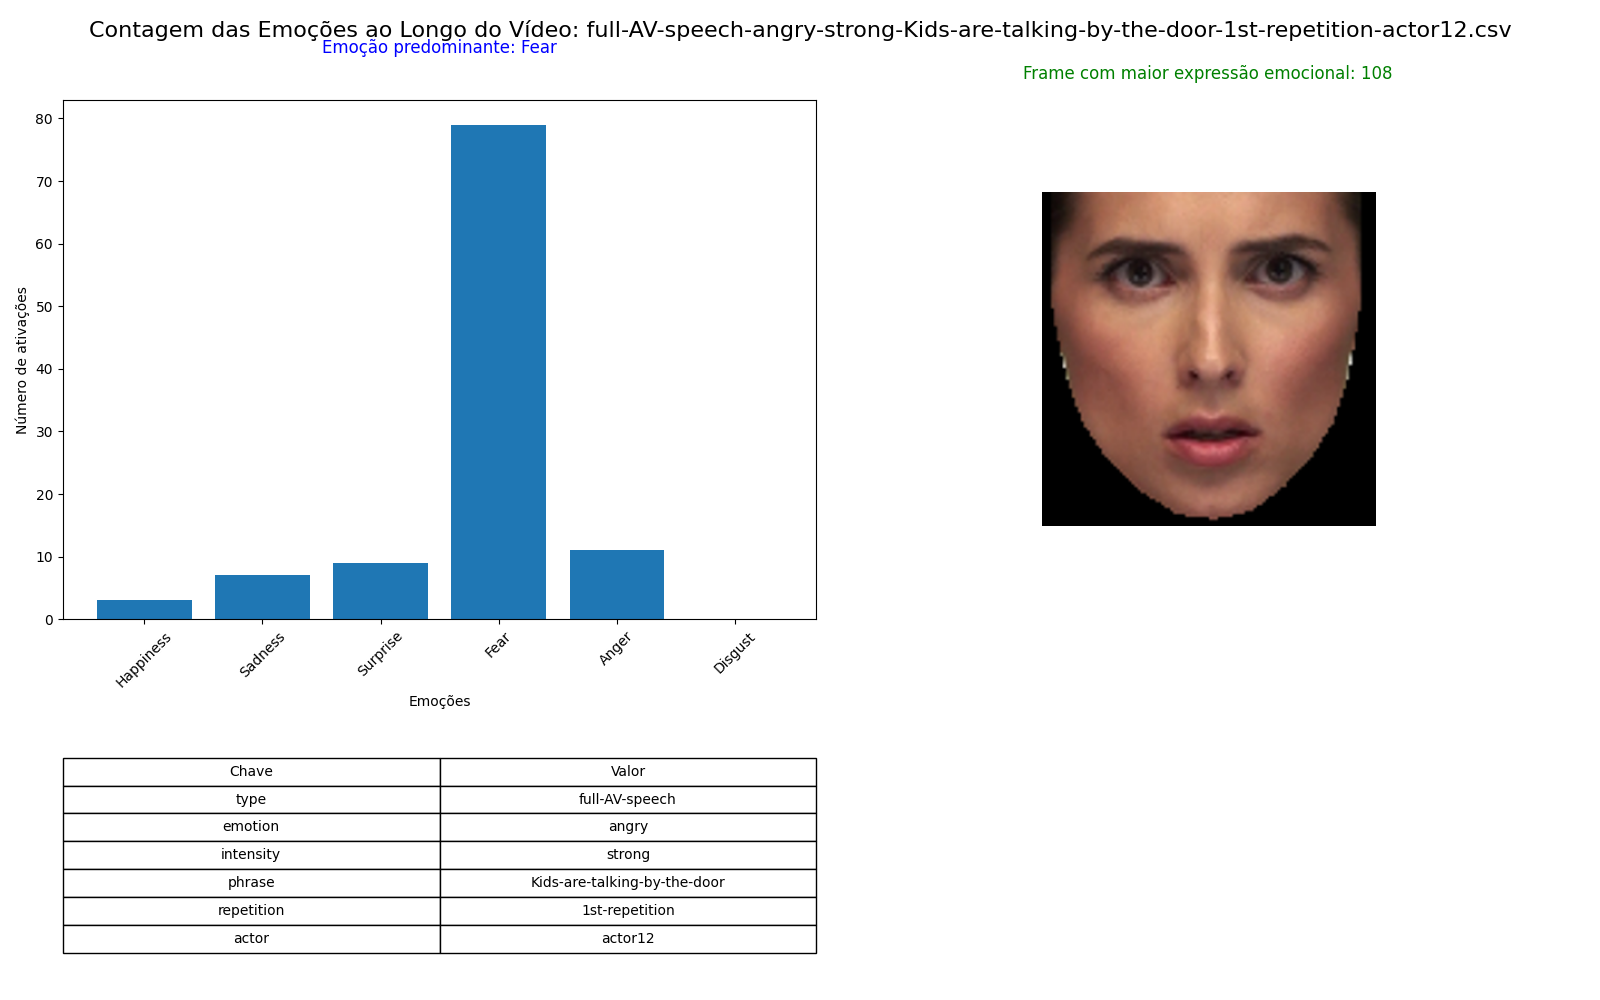 Contagem das Emoções ao Longo do Vídeo: full-AV-speech-angry-strong-Kids-are-talking-by-the-door-1st-repetition-actor12.csv
Emoção predominante: Fear
Frame com maior expressão emocional: 108
Número de ativações
80
70
60
50
40
30
20
10
0
Happiness
Sadness
Surprise
Fear
Anger
Disgust
Emoções
Chave Valor
type full-AV-speech
emotion angry
intensity strong
phrase Kids-are-talking-by-the-door
repetition 1st-repetition
actor actor12